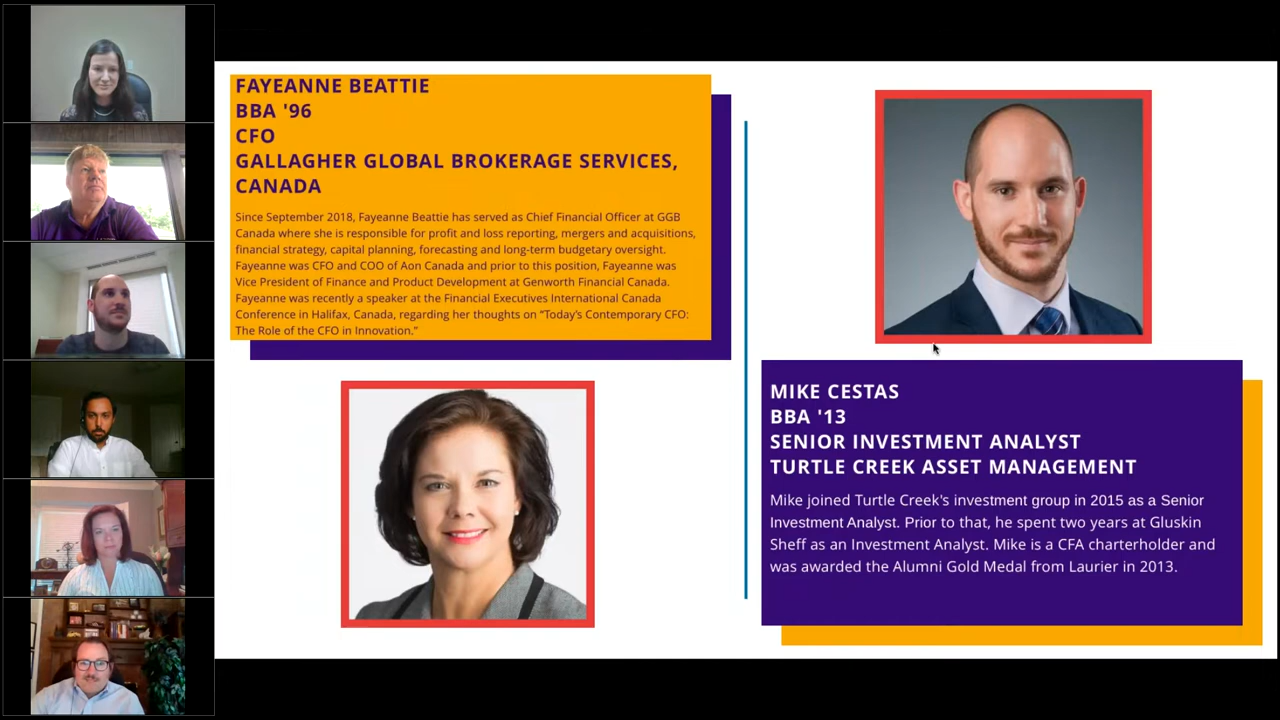 FAYEANNE BEATTIE
BBA '96
CFO
GALLAGHER GLOBAL BROKERAGE SERVICES,
CANADA
Since September 2018, Fayeanne Beattie has served as Chief Financial Officer at GGB
Canada where she is responsible for profit and loss reporting, mergers and acquisitions,
financial strategy, capital planning, forecasting and long-term budgetary oversight.
Fayeanne was CFO and COO of Aon Canada and prior to this position, Fayeanne was
Vice President of Finance and Product Development at Genworth Financial Canada.
Fayeanne was recently a speaker at the Financial Executives International Canada
Conference in Halifax, Canada, regarding her thoughts on “Today's Contemporary CFO:
The Role of the CFO in Innovation.”
MIKE CESTAS
BBA '13
SENIOR INVESTMENT ANALYST
TURTLE CREEK ASSET MANAGEMENT
Mike joined Turtle Creek's investment group in 2015 as a Senior
Investment Analyst. Prior to that, he spent two years at Gluskin
Sheff as an Investment Analyst. Mike is a CFA charterholder and
was awarded the Alumni Gold Medal from Laurier in 2013.